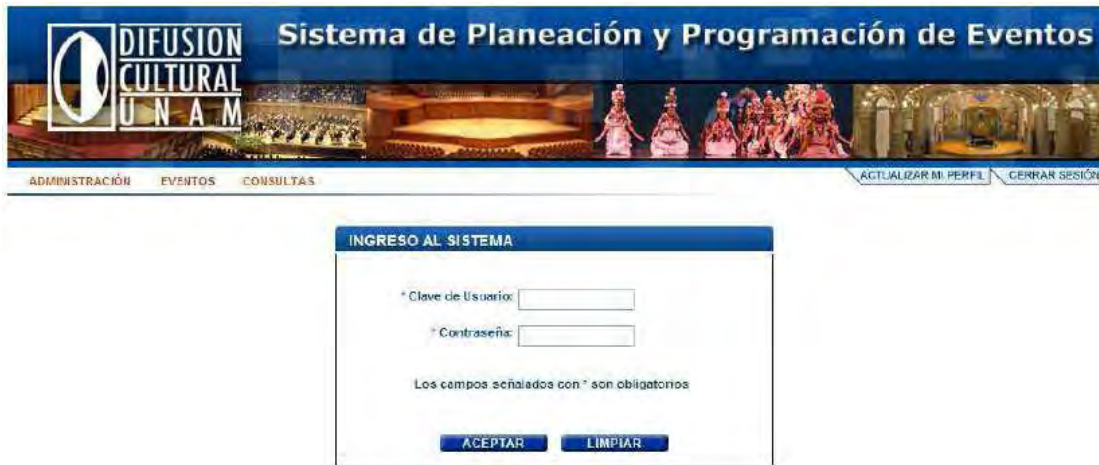 DIFUSION
CULTURAL
UNAM
Sistema de Planeación y Programación de Eventos
ADMINISTRACIÓN EVENTOS CONSULTAS
ACTUALIZAR MI PERFIL CERRAR SESIÓN
INGRESO AL SISTEMA
* Clave de Usuario:
* Contraseña:
Los campos señalados con * son obligatorios
ACEPTAR LIMPIAR